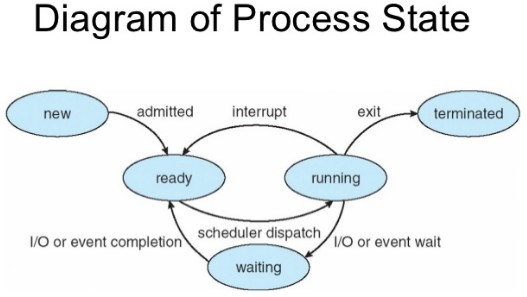 Diagram of Process State
new
admitted
interrupt
exit
terminated
ready
running
I/O or event completion
scheduler dispatch
I/O or event wait
waiting